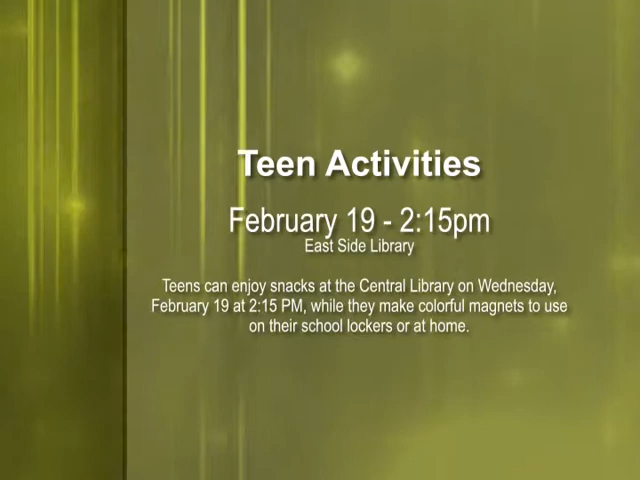 Teen Activities
February 19 - 2:15pm
East Side Library
Teens can enjoy snacks at the Central Library on Wednesday,
February 19 at 2:15 PM, while they make colorful magnets to use
on their school lockers or at home.